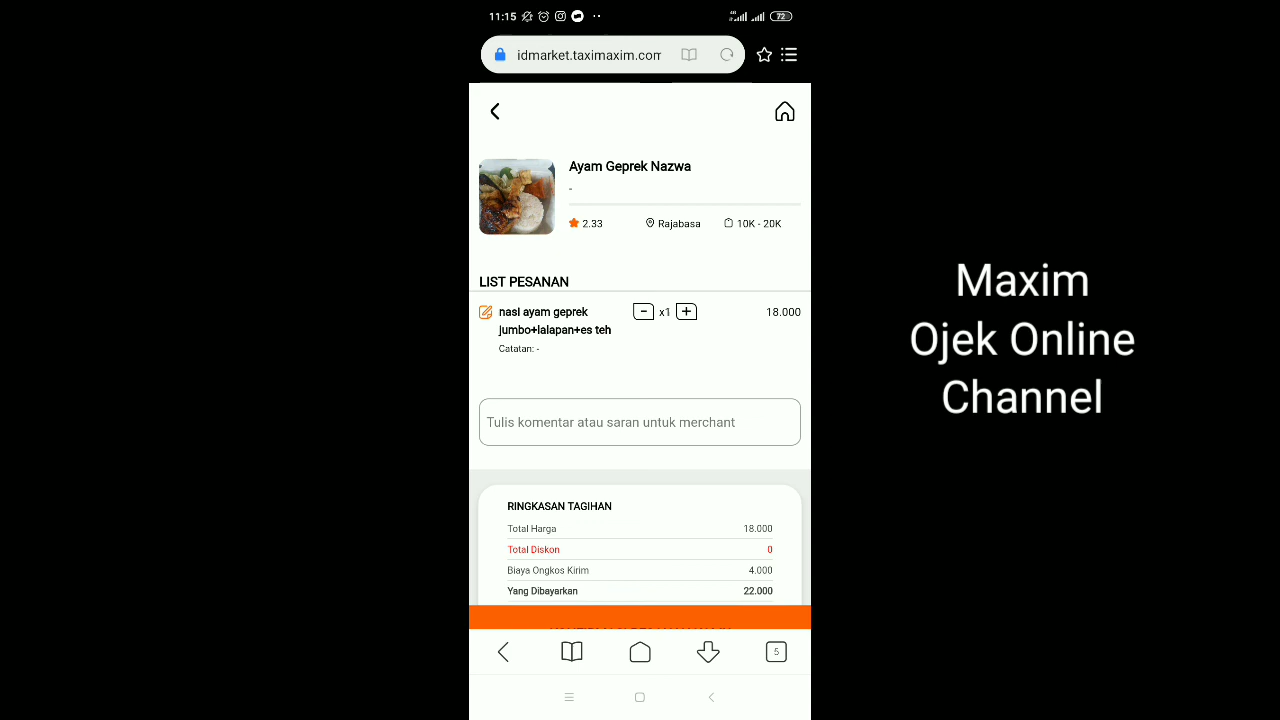 11:15
72
idmarket.taximaxim.com
Ayam Geprek Nazwa
-
2.33 Rajabasa 10K - 20K
LIST PESANAN
nasi ayam geprek - x1 + 18.000
jumbo+lalapan+es teh
Catatan: -
Tulis komentar atau saran untuk merchant
RINGKASAN TAGIHAN
Total Harga 18.000
Total Diskon 0
Biaya Ongkos Kirim 4.000
Yang Dibayarkan 22.000
5
Maxim
Ojek Online
Channel